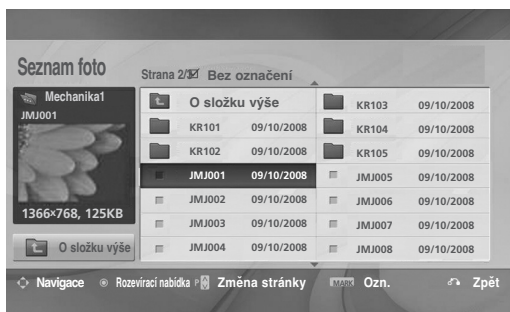 Seznam foto
Strana 2/3 Bez označení
Mechanika1
JMJ001
1366×768, 125KB
O složku výše
O složku výše
KR101 09/10/2008
KR102 09/10/2008
JMJ001 09/10/2008
JMJ002 09/10/2008
JMJ003 09/10/2008
JMJ004 09/10/2008
KR103 09/10/2008
KR104 09/10/2008
KR105 09/10/2008
JMJ005 09/10/2008
JMJ006 09/10/2008
JMJ007 09/10/2008
JMJ008 09/10/2008
Navigace Rozevírací nabídka P Změna stránky MARK Ozn. Zpět